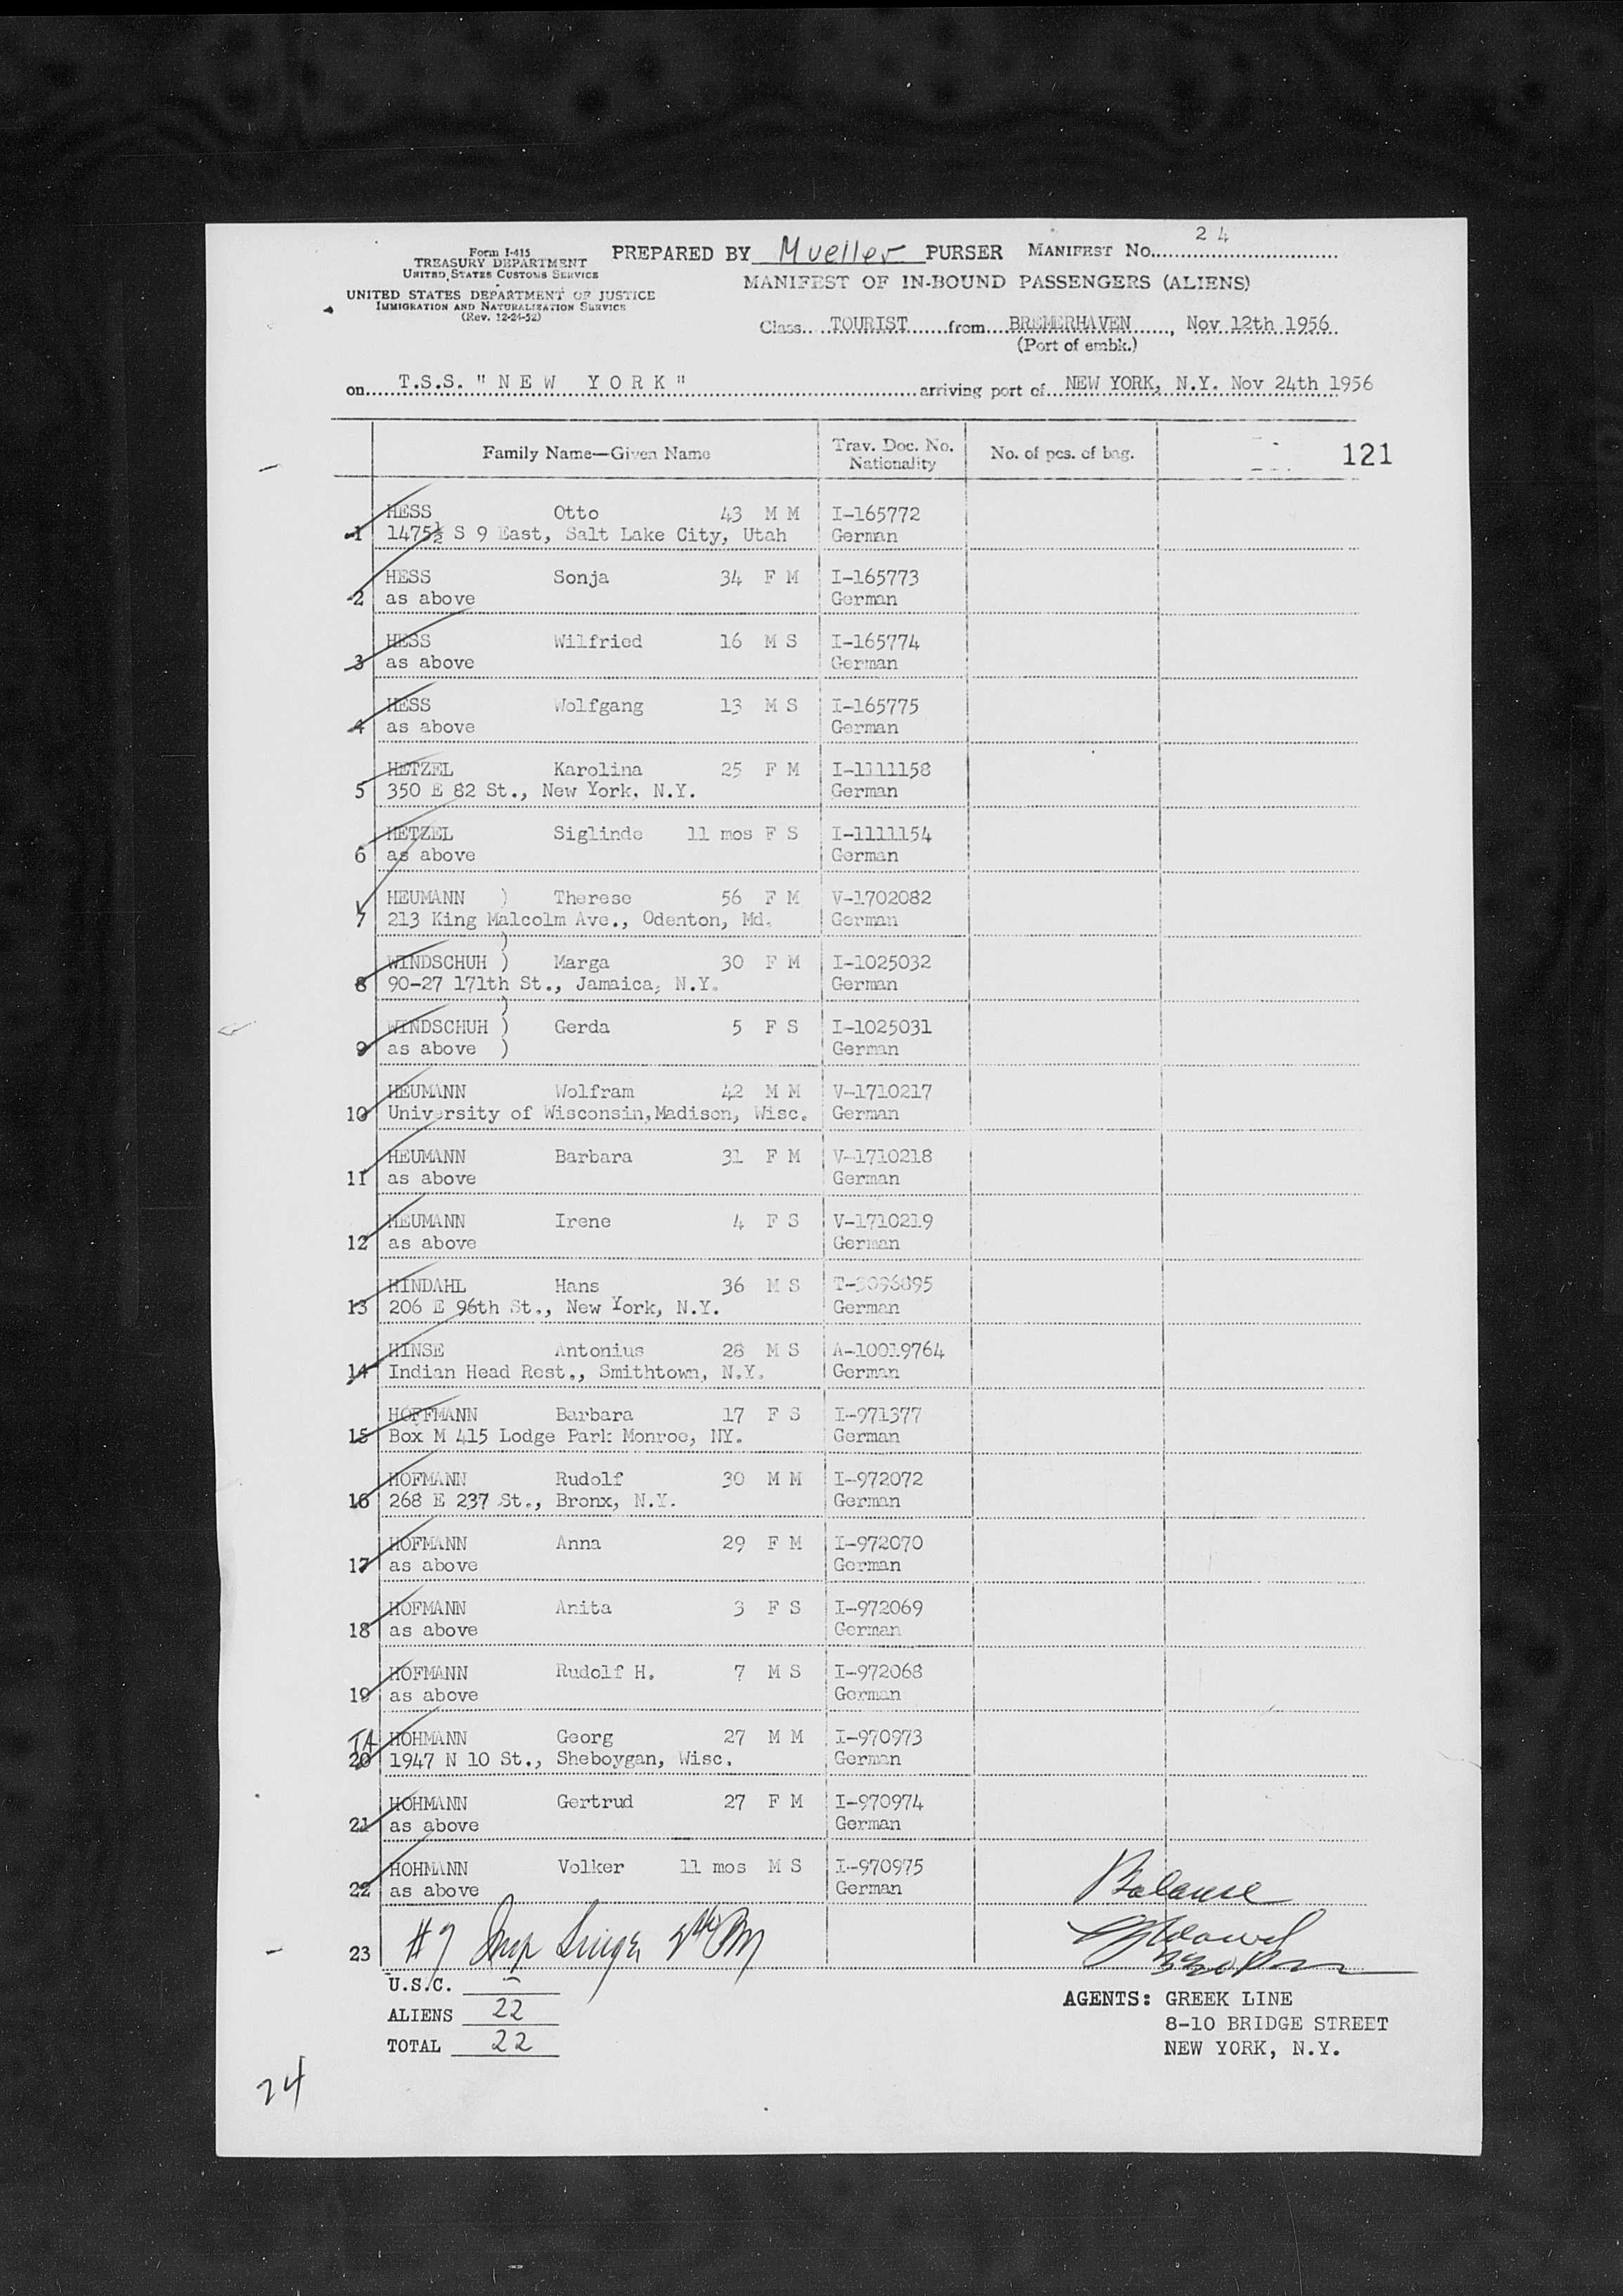 Form I-415
TREASURY DEPARTMENT
UNITED STATES CUSTOMS SERVICE
UNITED STATES DEPARTMENT OF JUSTICE
IMMIGRATION AND NATURALIZATION SERVICE
(Rev. 12-24-52)
PREPARED BY Mueller PURSER MANIFEST No. 24
MANIFEST OF IN-BOUND PASSENGERS (ALIENS)
Class TOURIST from BREMERHAVEN, Nov 12th 1956
(Port of embk.)
on T.S.S. "NEW YORK" arriving port of NEW YORK, N.Y. Nov 24th 1956
Family Name—Given Name Trav. Doc. No. Nationality No. of pcs. of bag. 121
HESS Otto 43 M M I-165772
1 1475½ S 9 East, Salt Lake City, Utah German
HESS Sonja 34 F M I-165773
2 as above German
HESS Wilfried 16 M S I-165774
3 as above German
HESS Wolfgang 13 M S I-165775
4 as above German
HETZEL Karolina 25 F M I-1111158
5 350 E 82 St., New York, N.Y. German
HETZEL Siglinde 11 mos F S I-1111154
6 as above German
HEUMANN ) Therese 56 F M V-1702082
7 213 King Malcolm Ave., Odenton, Md. German
)
WINDSCHUH ) Marga 30 F M I-1025032
8 90-27 171th St., Jamaica, N.Y. German
)
WINDSCHUH ) Gerda 5 F S I-1025031
9 as above ) German
HEUMANN Wolfram 42 M M V-1710217
10 University of Wisconsin,Madison, Wisc. German
HEUMANN Barbara 31 F M V-1710218
11 as above German
HEUMANN Irene 4 F S V-1710219
12 as above German
HINDAHL Hans 36 M S
13 206 E 96th St., New York, N.Y. German
HINSE Antonius 28 M S A-10019764
14 Indian Head Rest., Smithtown, N.Y. German
HOFFMANN Barbara 17 F S I-971377
15 Box M 415 Lodge Park Monroe, NY. German
HOFMANN Rudolf 30 M M I-972072
16 268 E 237 St., Bronx, N.Y. German
HOFMANN Anna 29 F M I-972070
17 as above German
HOFMANN Anita 3 F S I-972069
18 as above German
HOFMANN Rudolf H. 7 M S I-972068
19 as above German
HOHMANN Georg 27 M M I-970973
20 1947 N 10 St., Sheboygan, Wisc. German
HOHMANN Gertrud 27 F M I-970974
21 as above German
HOHMANN Volker 11 mos M S I-970975
22 as above German
Balance
23 #7
U.S.C. –
ALIENS 22
TOTAL 22
AGENTS: GREEK LINE
8-10 BRIDGE STREET
NEW YORK, N.Y.
24